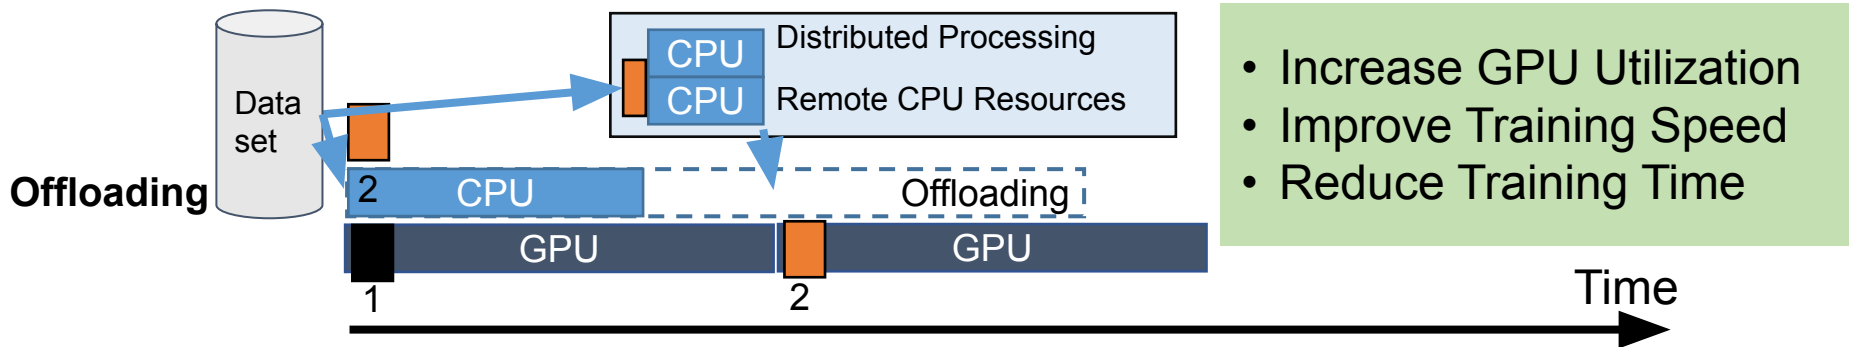 Data
set
Offloading
CPU
CPU
Distributed Processing
Remote CPU Resources
2
CPU
Offloading
GPU
GPU
1
2
Time
• Increase GPU Utilization
• Improve Training Speed
• Reduce Training Time